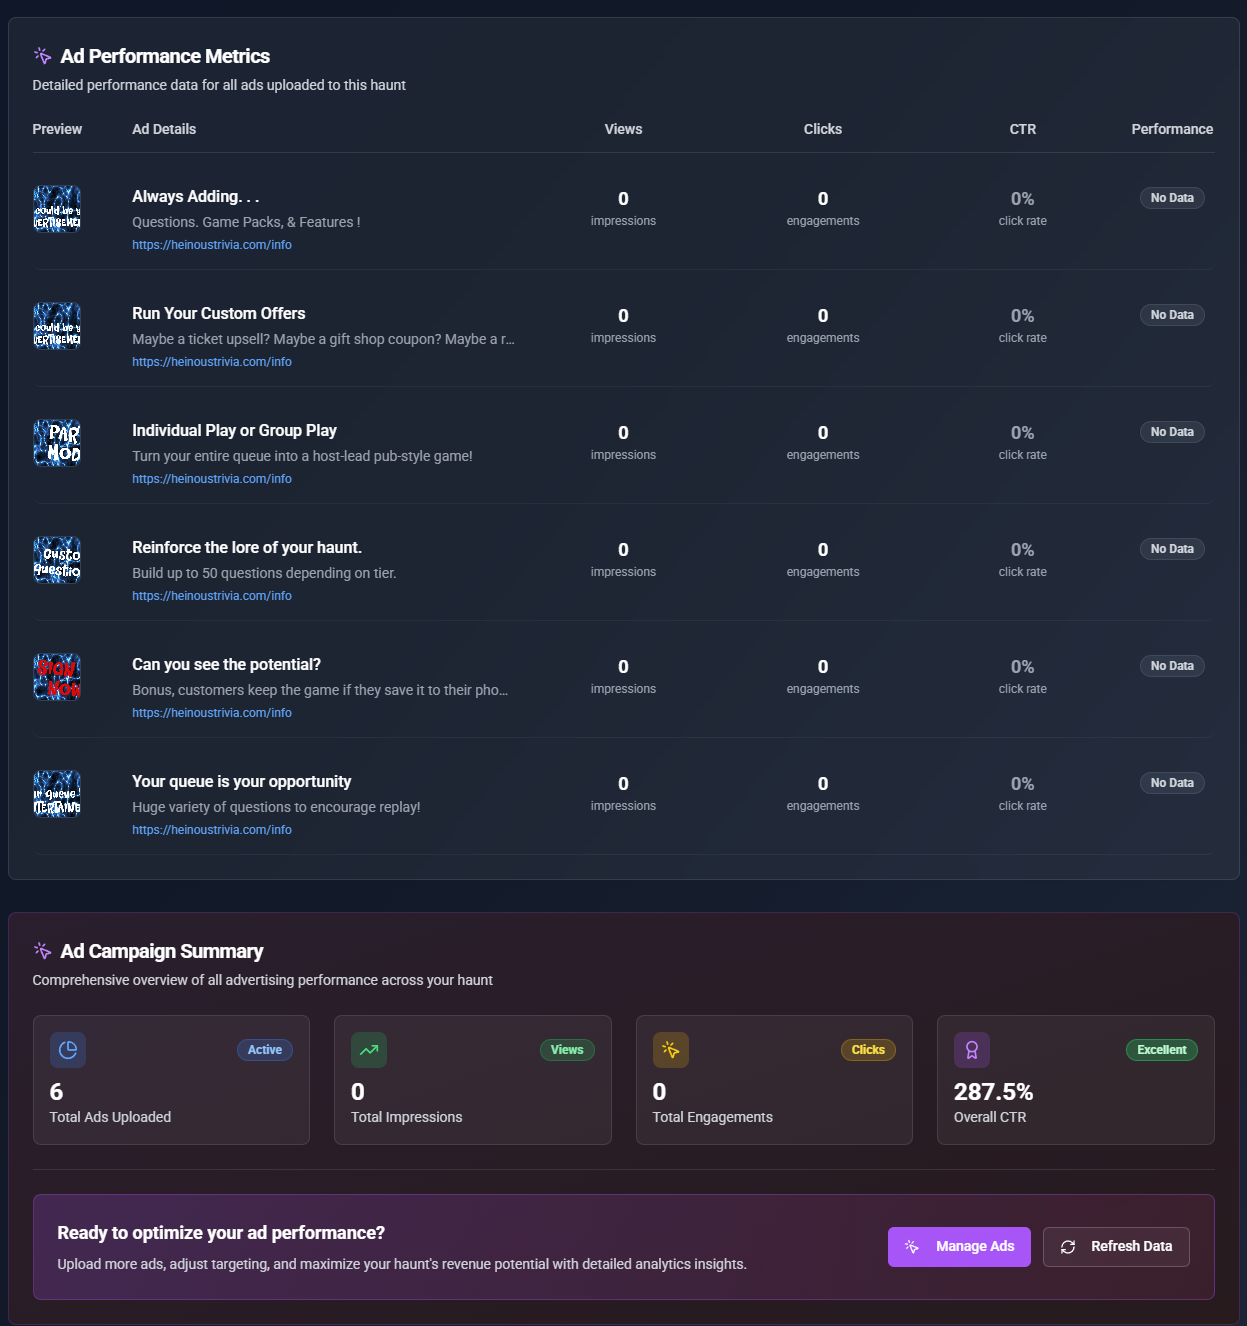 Ad Performance Metrics
Detailed performance data for all ads uploaded to this haunt
Preview Ad Details Views Clicks CTR Performance
could be y
Always Adding. . . 0 0 0% No Data
Questions. Game Packs, & Features ! impressions engagements click rate
https://heinoustrivia.com/info
could be y
Run Your Custom Offers 0 0 0% No Data
Maybe a ticket upsell? Maybe a gift shop coupon? Maybe a r... impressions engagements click rate
https://heinoustrivia.com/info
PAR
MOD
Individual Play or Group Play 0 0 0% No Data
Turn your entire queue into a host-lead pub-style game! impressions engagements click rate
https://heinoustrivia.com/info
Custo
Questio
Reinforce the lore of your haunt. 0 0 0% No Data
Build up to 50 questions depending on tier. impressions engagements click rate
https://heinoustrivia.com/info
Can you see the potential? 0 0 0% No Data
Bonus, customers keep the game if they save it to their pho... impressions engagements click rate
https://heinoustrivia.com/info
queue
Your queue is your opportunity 0 0 0% No Data
Huge variety of questions to encourage replay! impressions engagements click rate
https://heinoustrivia.com/info
Ad Campaign Summary
Comprehensive overview of all advertising performance across your haunt
Active Views Clicks Excellent
6 0 0 287.5%
Total Ads Uploaded Total Impressions Total Engagements Overall CTR
Ready to optimize your ad performance?
Upload more ads, adjust targeting, and maximize your haunt's revenue potential with detailed analytics insights.
Manage Ads Refresh Data